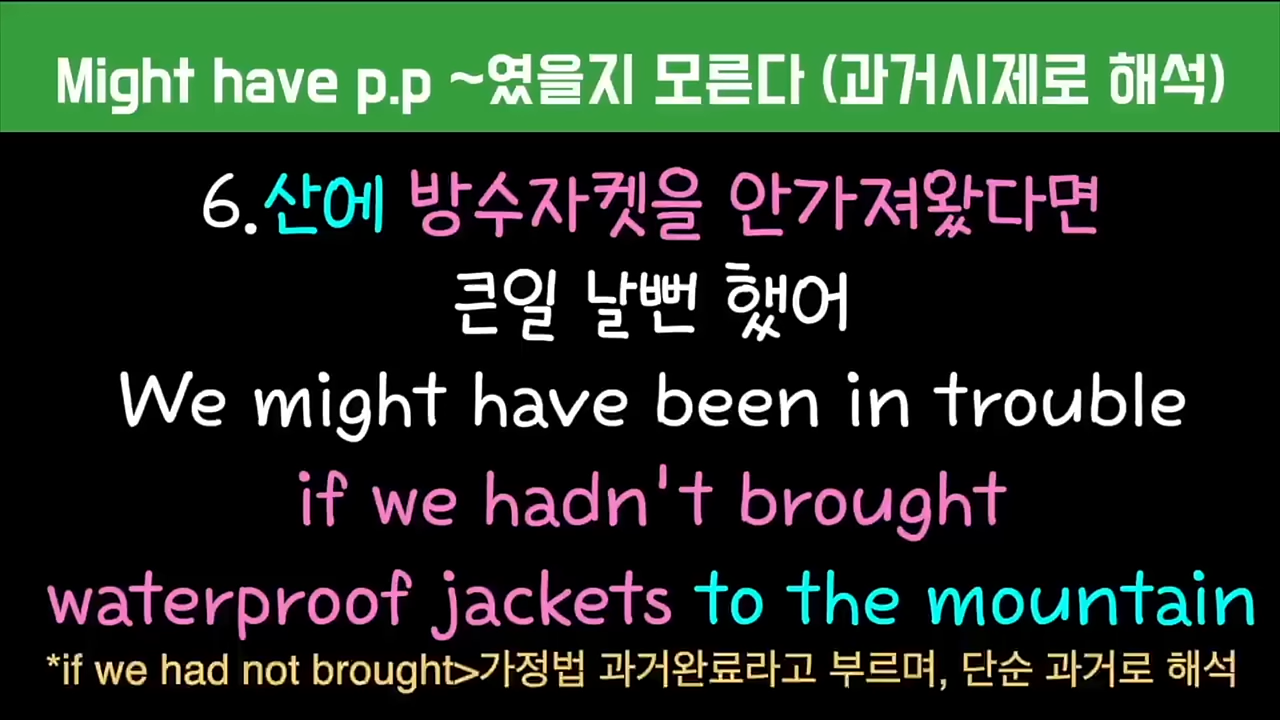 Might have p.p ~였을지 모른다 (과거시제로 해석)
6.산에 방수자켓을 안가져왔다면
큰일 날뻔 했어
We might have been in trouble
if we hadn't brought
waterproof jackets to the mountain
*if we had not brought>가정법 과거완료라고 부르며, 단순 과거로 해석